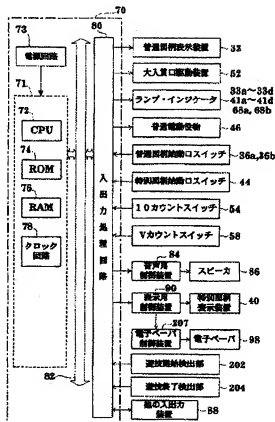 70
80
73
電源回路
71
72
CPU
74
ROM
76
RAM
78
クロック
回路
82
入出力処理回路
普通図柄表示装置
32
大入賞口駆動装置
52
ランプ・インジケータ
33a～33d
41a～41d
68a, 68b
普通電動役物
46
普通図柄始動口スイッチ
36a,36b
特別図柄始動口スイッチ
44
10カウントスイッチ
54
Vカウントスイッチ
58
84
音声用
制御装置
スピーカ
86
90
表示用
制御装置
特別図柄
表示装置
40
207
電子ペーパ
制御装置
電子ペーパ
98
遊技開始検出部
202
遊技終了検出部
204
他の入出力
装置
88